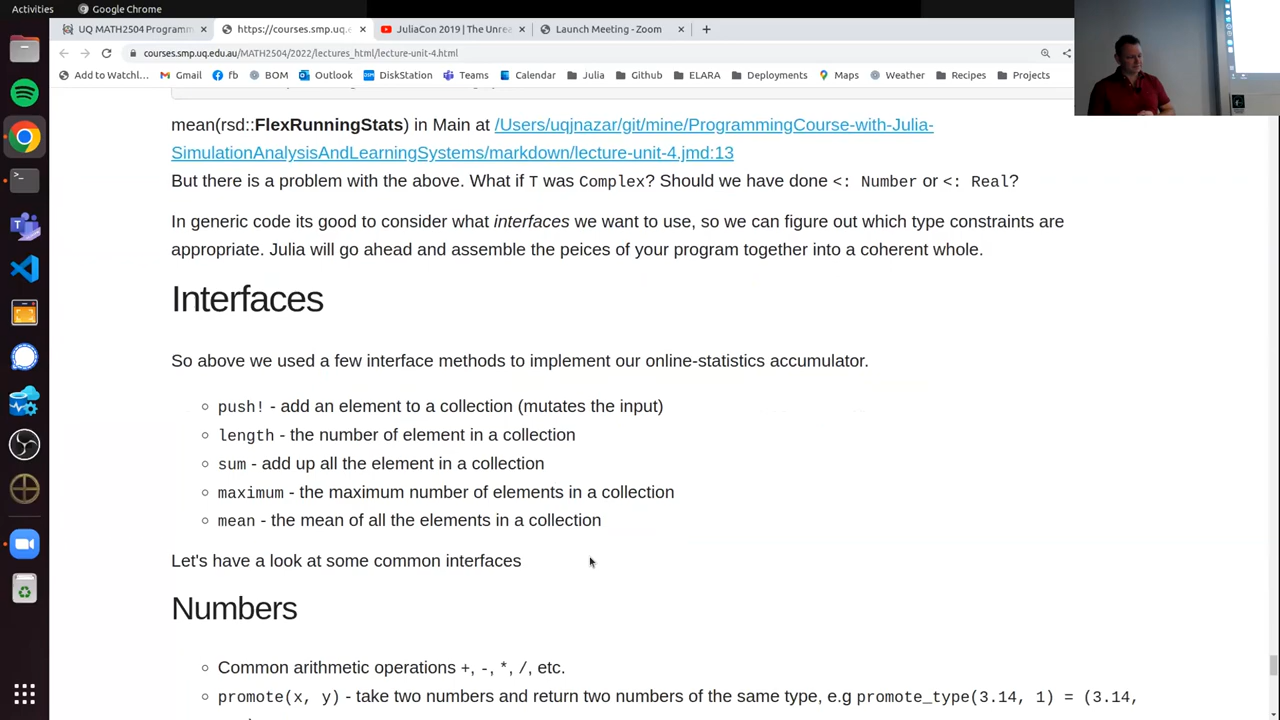 Activities
Google Chrome
UQ MATH2504 Programm
https://courses.smp.uq.e
JuliaCon 2019 | The Unrea
Launch Meeting - Zoom
courses.smp.uq.edu.au/MATH2504/2022/lectures_html/lecture-unit-4.html
Add to Watchl... Gmail fb BOM Outlook DiskStation Teams Calendar Julia Github ELARA Deployments Maps Weather Recipes Projects
mean(rsd::FlexRunningStats) in Main at /Users/uqjnazar/git/mine/ProgrammingCourse-with-Julia-
SimulationAnalysisAndLearningSystems/markdown/lecture-unit-4.jmd:13
But there is a problem with the above. What if T was Complex? Should we have done <: Number or <: Real?
In generic code its good to consider what interfaces we want to use, so we can figure out which type constraints are
appropriate. Julia will go ahead and assemble the peices of your program together into a coherent whole.
Interfaces
So above we used a few interface methods to implement our online-statistics accumulator.
push! - add an element to a collection (mutates the input)
length - the number of element in a collection
sum - add up all the element in a collection
maximum - the maximum number of elements in a collection
mean - the mean of all the elements in a collection
Let's have a look at some common interfaces
Numbers
Common arithmetic operations +, -, *, /, etc.
promote(x, y) - take two numbers and return two numbers of the same type, e.g promote_type(3.14, 1) = (3.14,